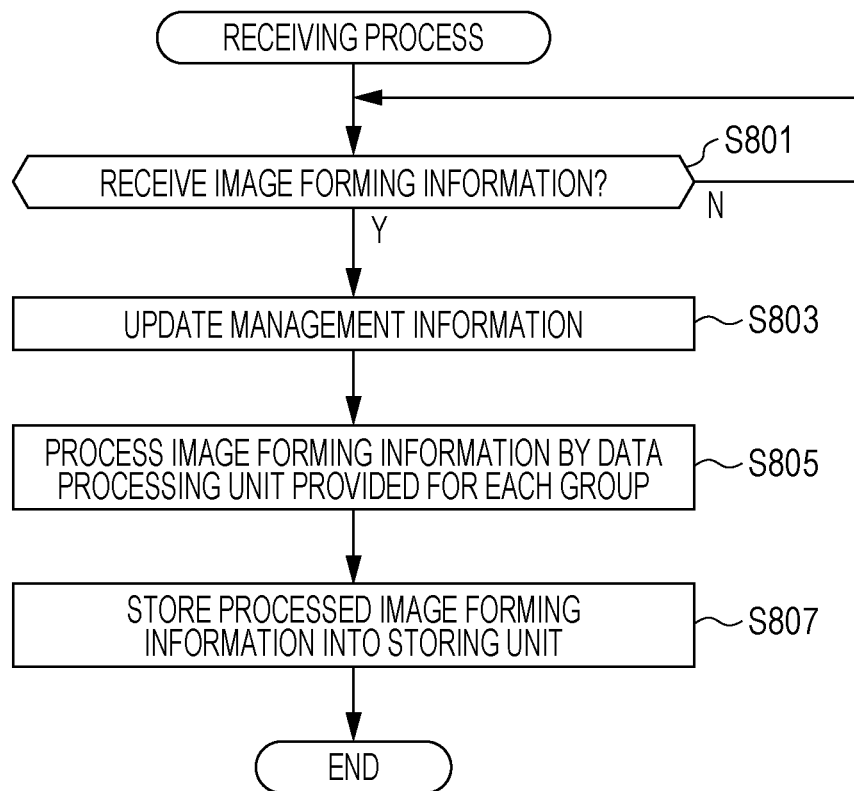 RECEIVING PROCESS
S801
RECEIVE IMAGE FORMING INFORMATION?
N
Y
UPDATE MANAGEMENT INFORMATION
S803
PROCESS IMAGE FORMING INFORMATION BY DATA
PROCESSING UNIT PROVIDED FOR EACH GROUP
S805
STORE PROCESSED IMAGE FORMING
INFORMATION INTO STORING UNIT
S807
END